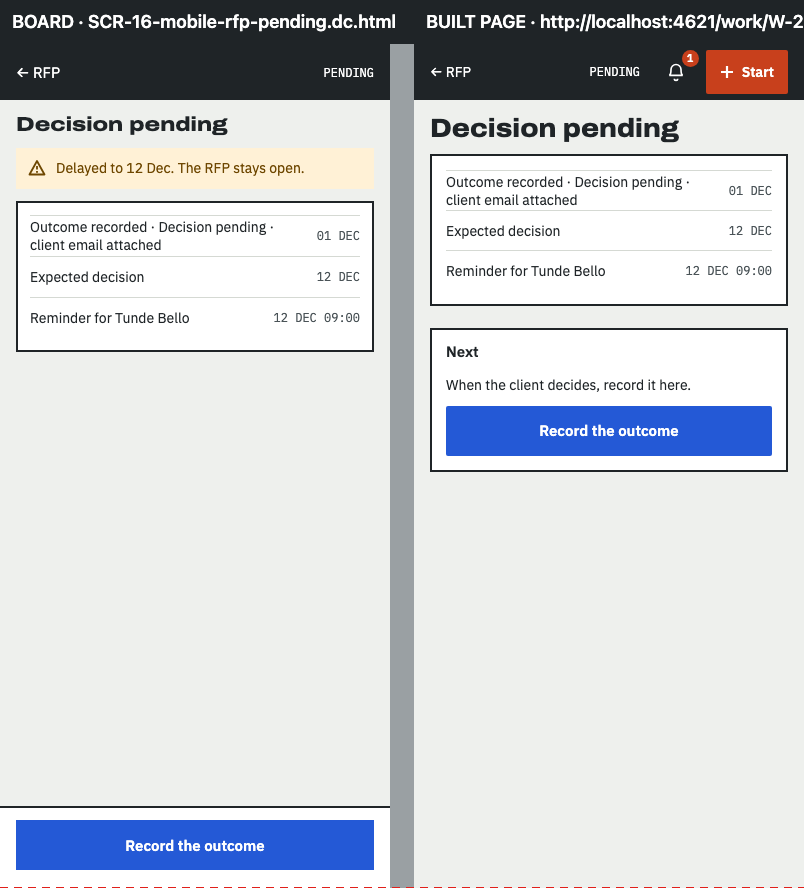 BOARD · SCR-16-mobile-rfp-pending.dc.html
← RFP
PENDING
Decision pending
Delayed to 12 Dec. The RFP stays open.
Outcome recorded · Decision pending ·
client email attached
01 DEC
Expected decision
12 DEC
Reminder for Tunde Bello
12 DEC 09:00
Record the outcome
BUILT PAGE · http://localhost:4621/work/W-2
← RFP
PENDING
1
+ Start
Decision pending
Outcome recorded · Decision pending ·
client email attached
01 DEC
Expected decision
12 DEC
Reminder for Tunde Bello
12 DEC 09:00
Next
When the client decides, record it here.
Record the outcome